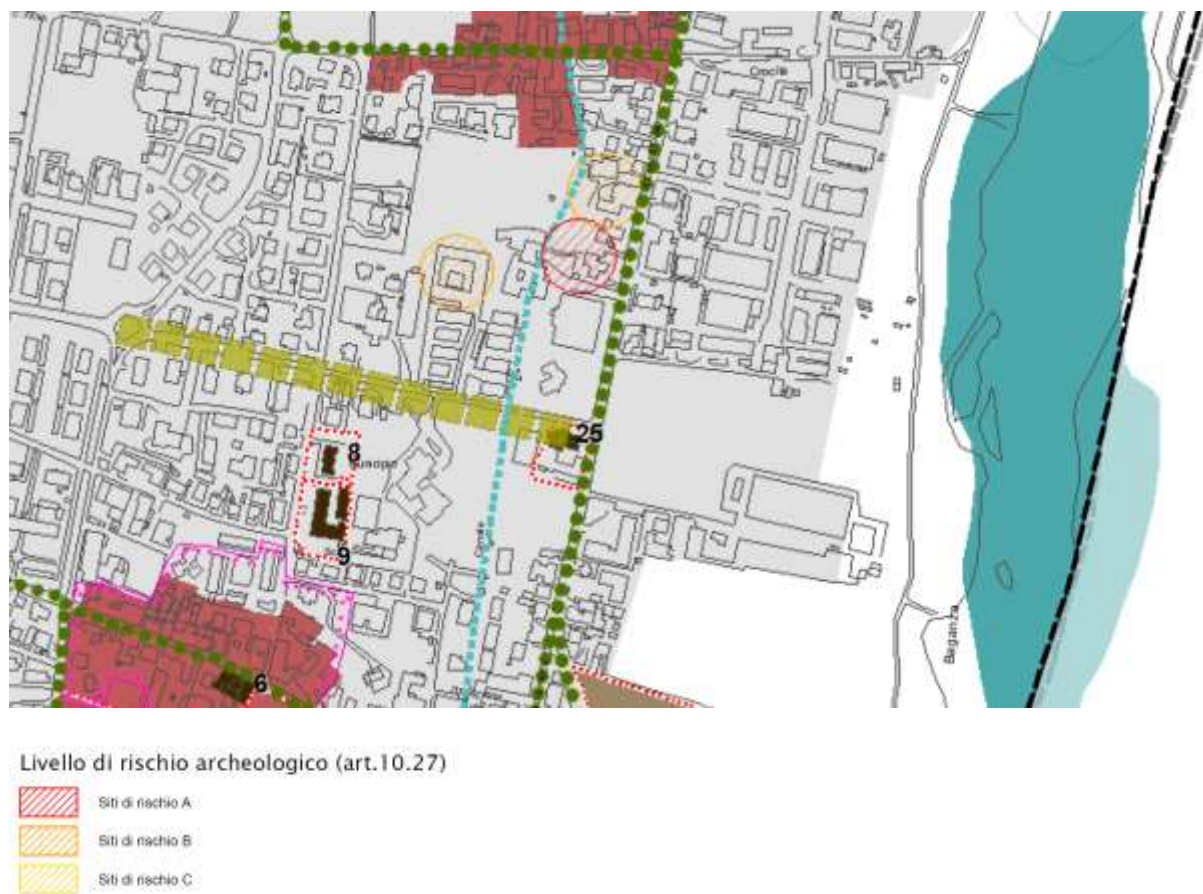 Crocile
25
8
9
6
Baganza
Livello di rischio archeologico (art.10.27)
Siti di rischio A
Siti di rischio B
Siti di rischio C